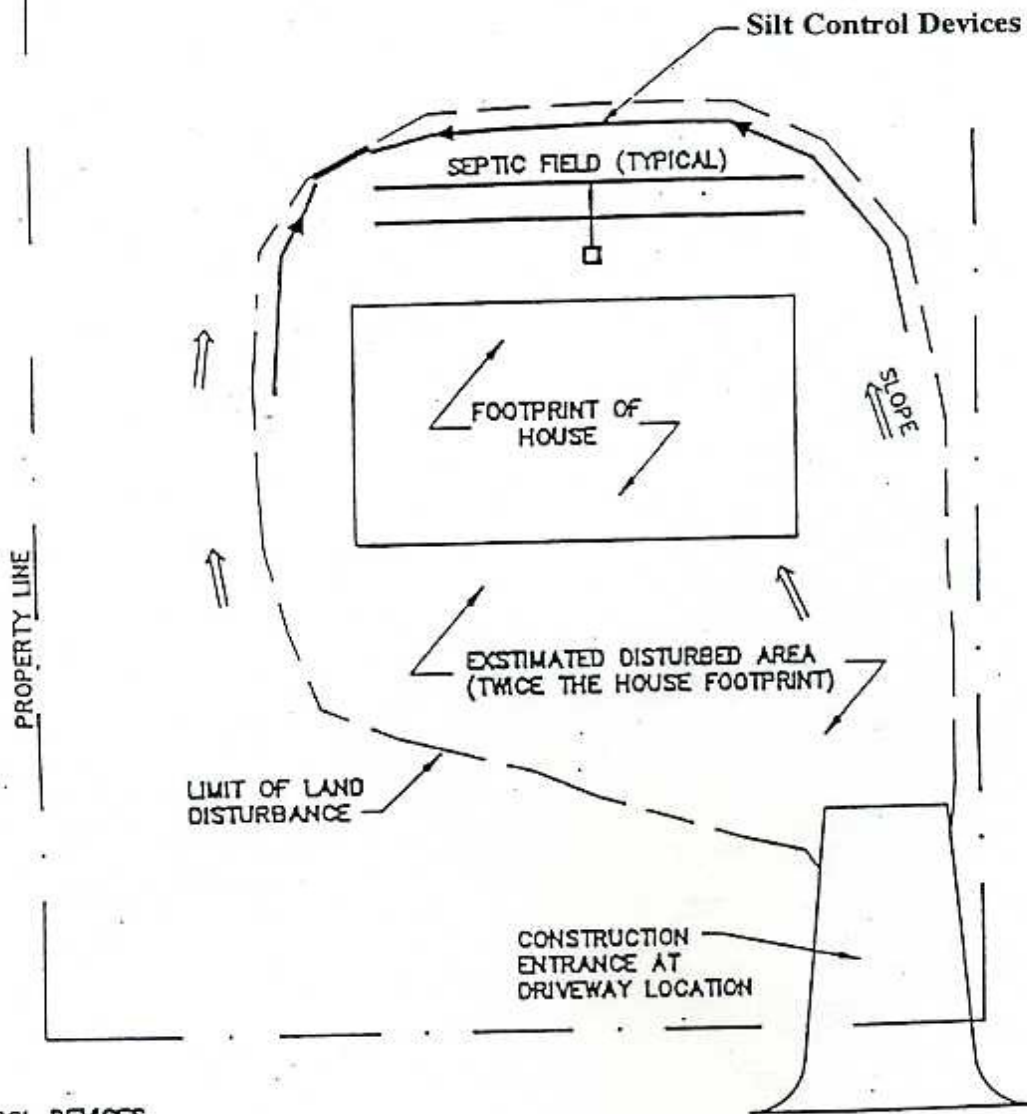 Silt Control Devices
SEPTIC FIELD (TYPICAL)
SLOPE
FOOTPRINT OF
HOUSE
PROPERTY LINE
EXSTIMATED DISTURBED AREA
(TWICE THE HOUSE FOOTPRINT)
LIMIT OF LAND
DISTURBANCE
CONSTRUCTION
ENTRANCE AT
DRIVEWAY LOCATION